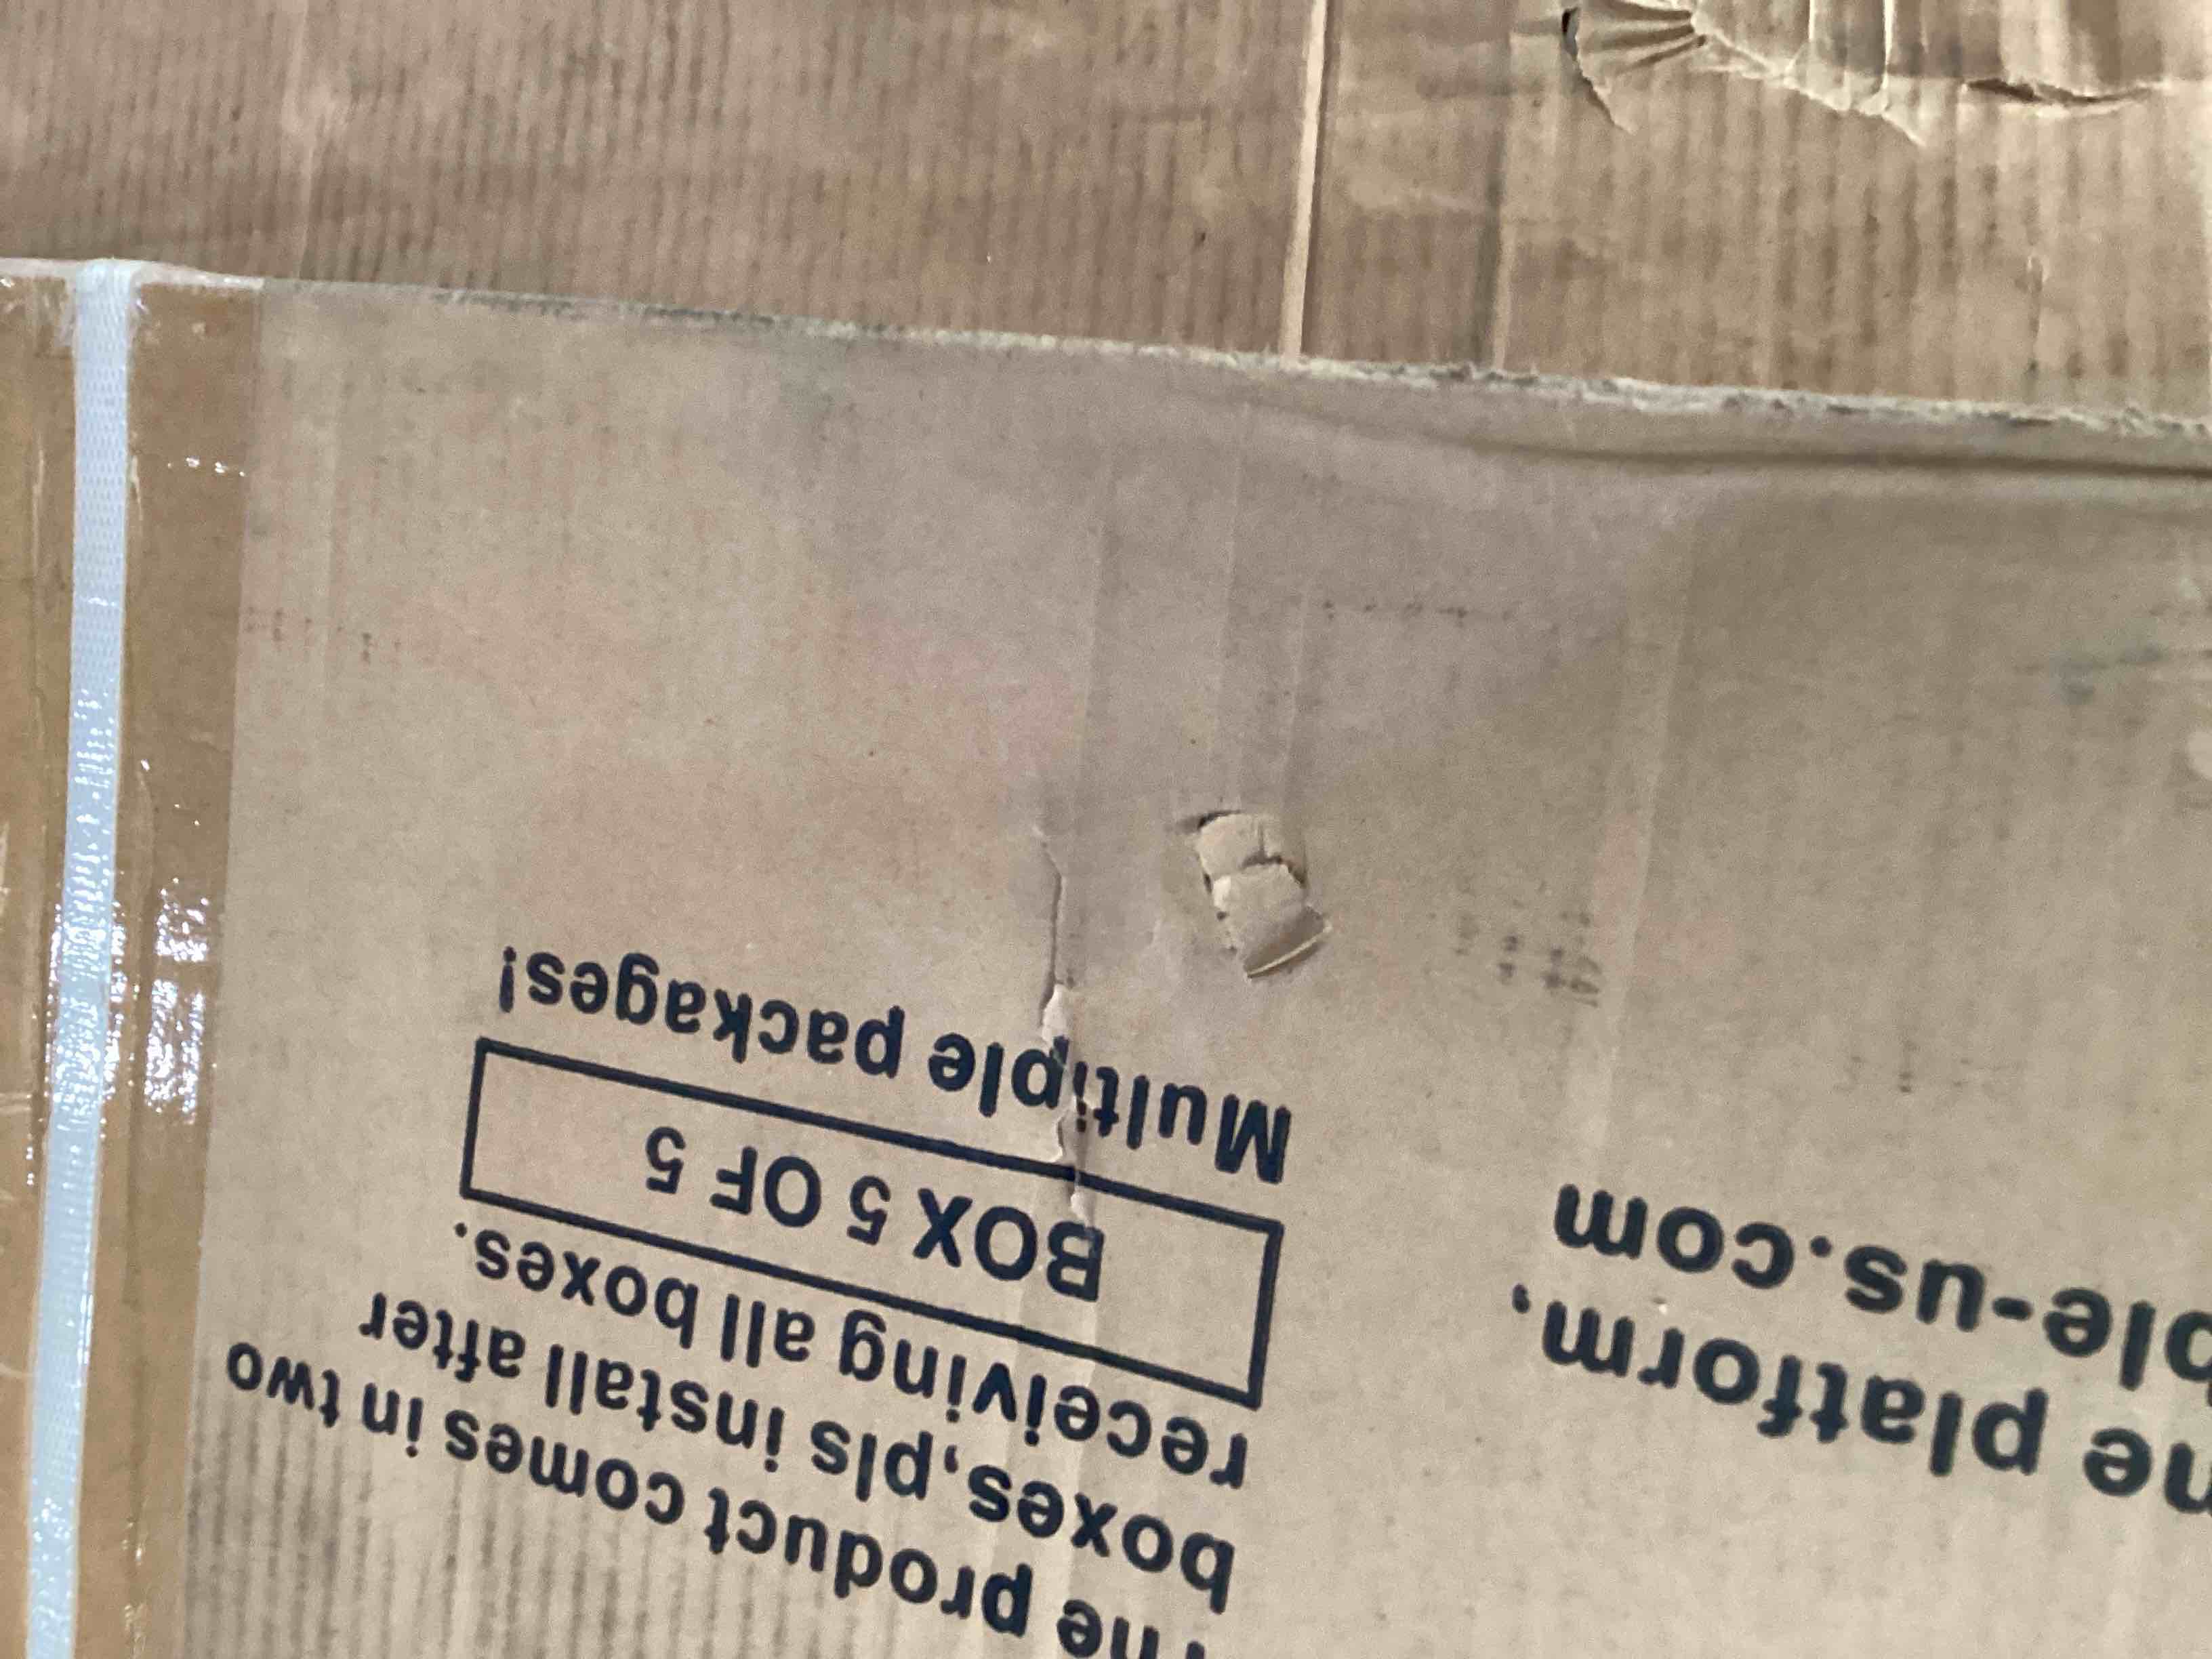 The product comes in two
boxes,pls install after
receiving all boxes.
BOX 5 OF 5
Multiple packages!
platform,
ble-us.com